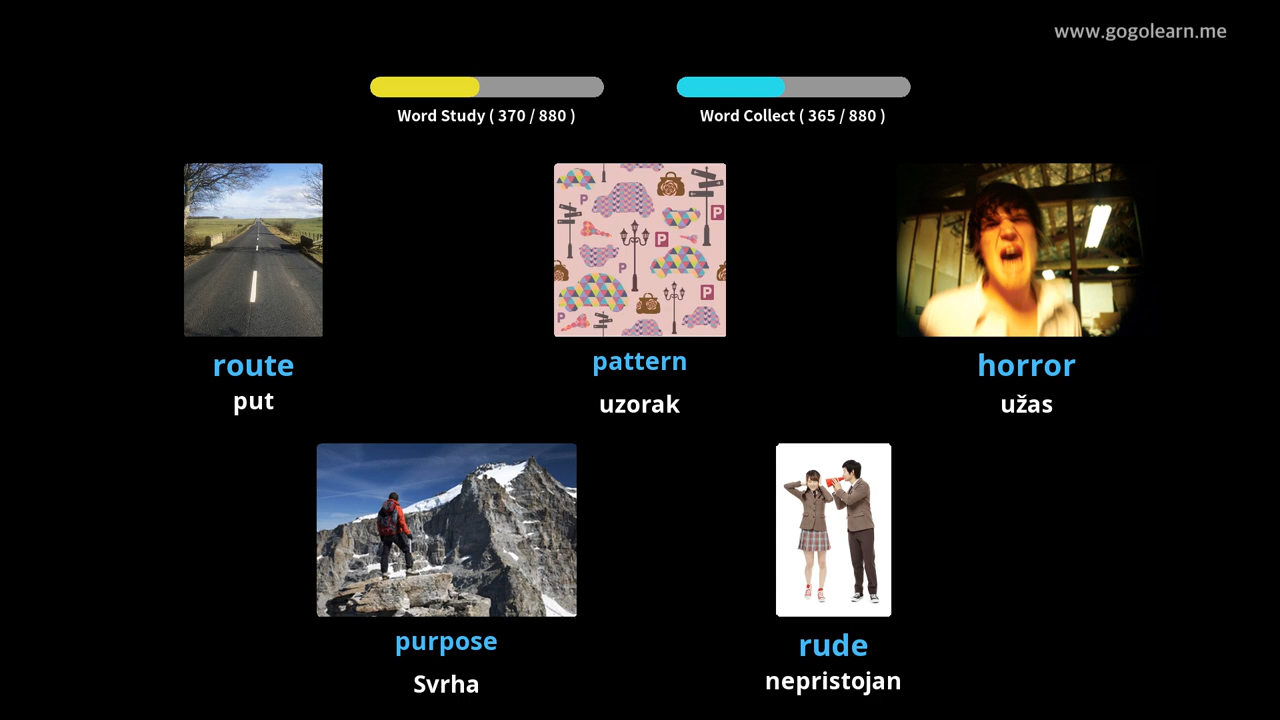 www.gogolearn.me
Word Study ( 370 / 880 )
Word Collect ( 365 / 880 )
P
P
P
P
P
P
route
put
pattern
uzorak
horror
užas
purpose
Svrha
rude
nepristojan